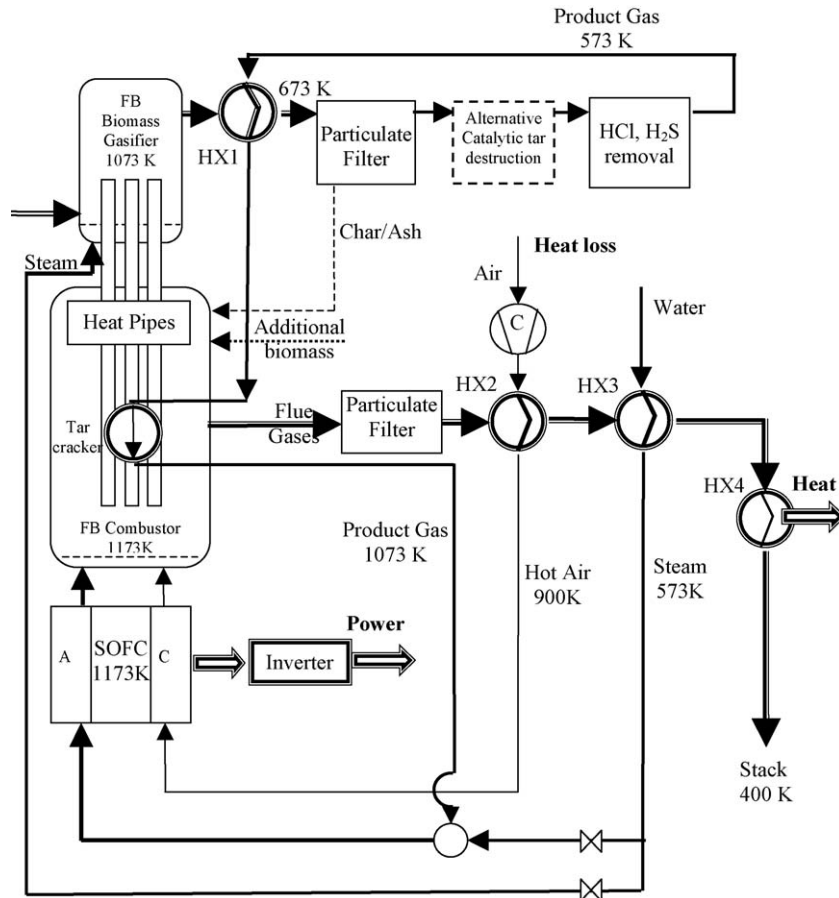 Product Gas
573 K
FB
Biomass
Gasifier
1073 K
673 K
HX1
Particulate
Filter
Alternative
Catalytic tar
destruction
HCl, H₂S
removal
Char/Ash
Steam
Heat loss
Air
Water
Heat Pipes
Additional
biomass
C
HX2
HX3
Tar
cracker
Flue
Gases
Particulate
Filter
HX4
Heat
FB Combustor
1173K
Product Gas
1073 K
Hot Air
900K
Steam
573K
A
SOFC
1173K
C
Power
Inverter
Stack
400 K